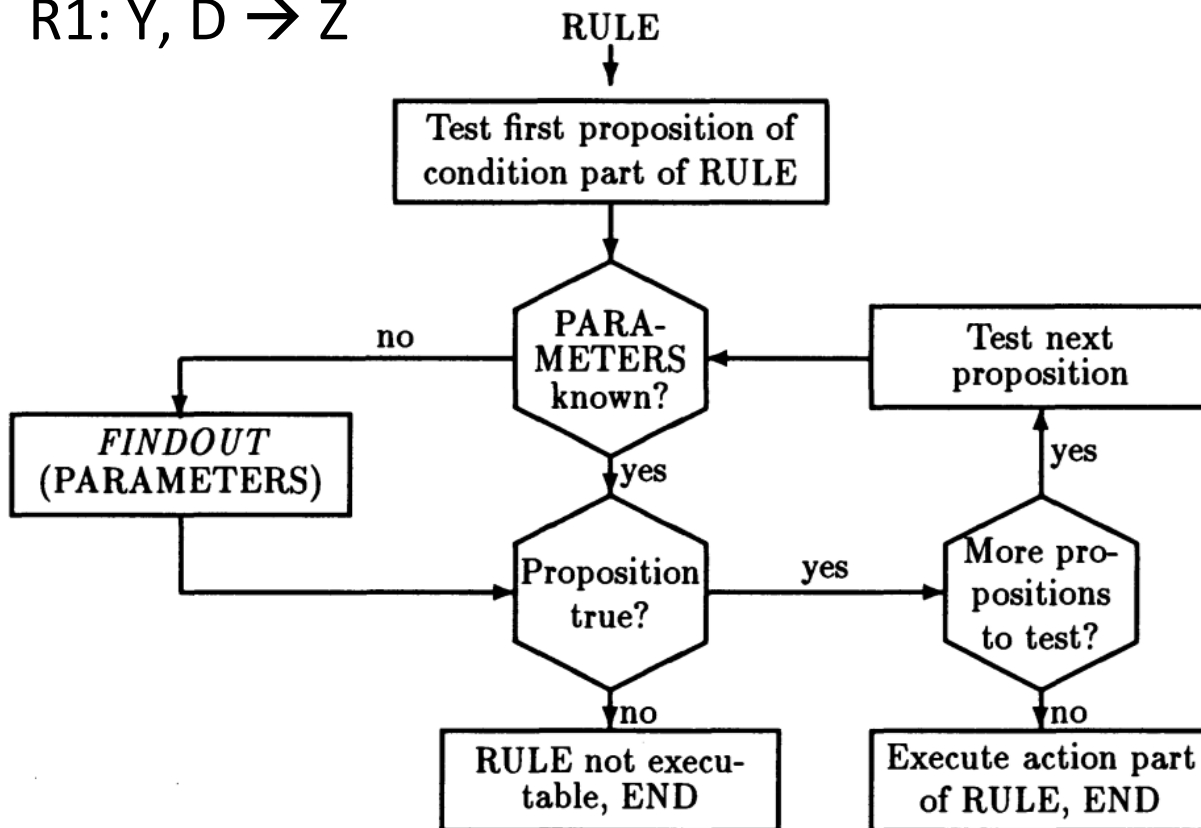 R1: Y, D → Z
RULE
Test first proposition of
condition part of RULE
PARA-
METERS
known?
no
yes
FINDOUT
(PARAMETERS)
Test next
proposition
yes
Proposition
true?
yes
More pro-
positions
to test?
no
no
RULE not execu-
table, END
Execute action part
of RULE, END